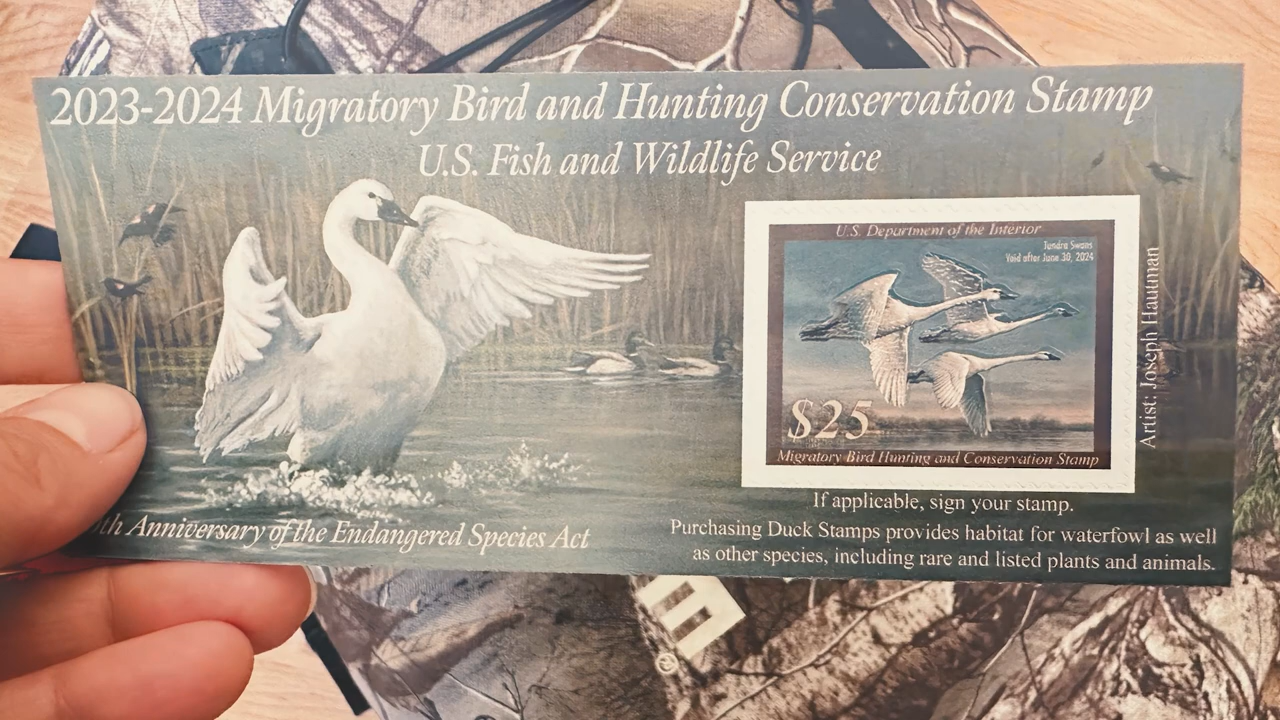 2023-2024 Migratory Bird and Hunting Conservation Stamp
U.S. Fish and Wildlife Service
U.S. Department of the Interior
Tundra Swans
Void after June 30, 2024
$25
Migratory Bird Hunting and Conservation Stamp
Artist: Joseph Hautman
If applicable, sign your stamp.
Purchasing Duck Stamps provides habitat for waterfowl as well
as other species, including rare and listed plants and animals.
Anniversary of the Endangered Species Act